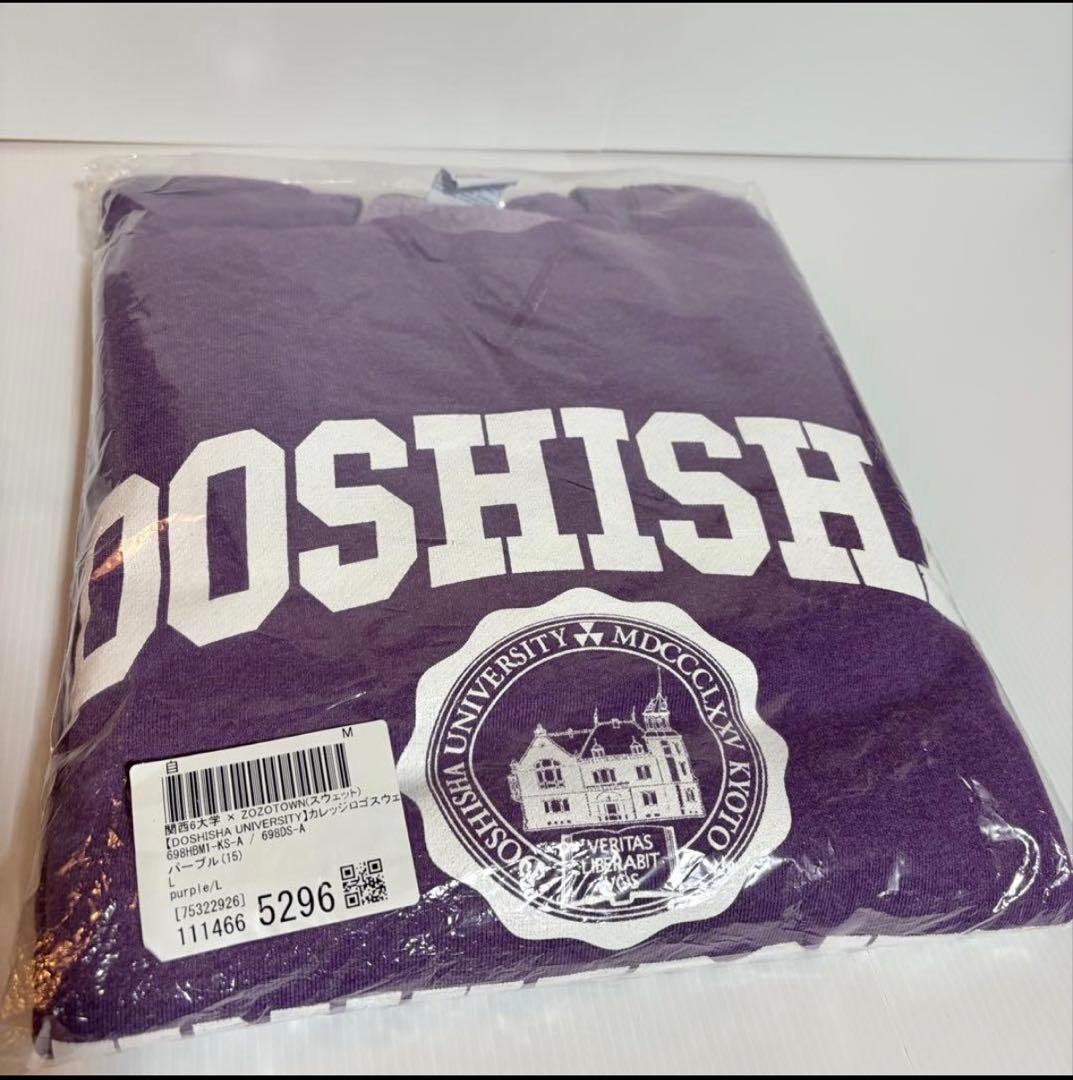 DOSHISH
DOSHISHA UNIVERSITY MDCCCLXXV KYOTO
VERITAS
LIBERABIT
VOS
自
M
関西6大学 × ZOZOTOWN(スウェット)
【DOSHISHA UNIVERSITY】カレッジロゴスウェ
698HBM1-KS-A / 698DS-A
パープル(15)
L
purple/L
[75322926]
111466 5296